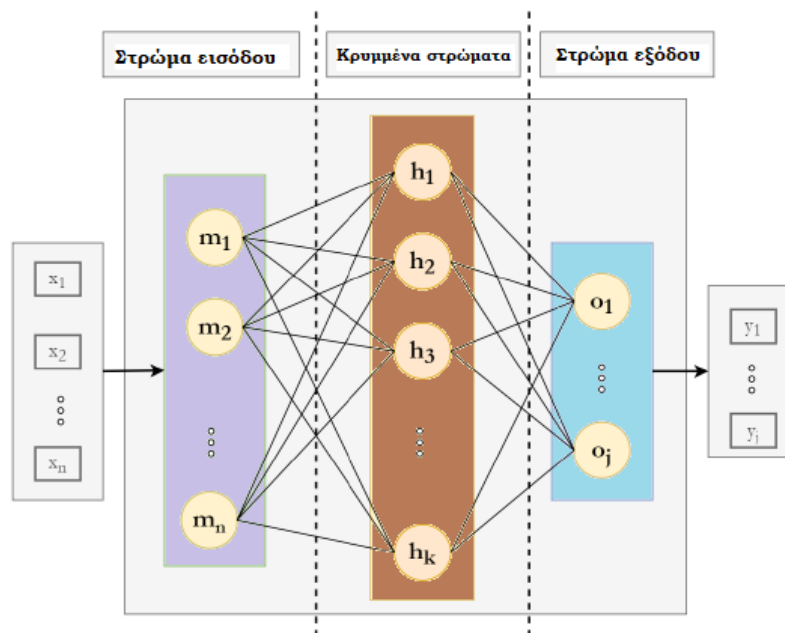 Στρώμα εισόδου
Κρυμμένα στρώματα
Στρώμα εξόδου
x1
x2
xn
m1
m2
mn
h1
h2
h3
hk
o1
oj
y1
yj